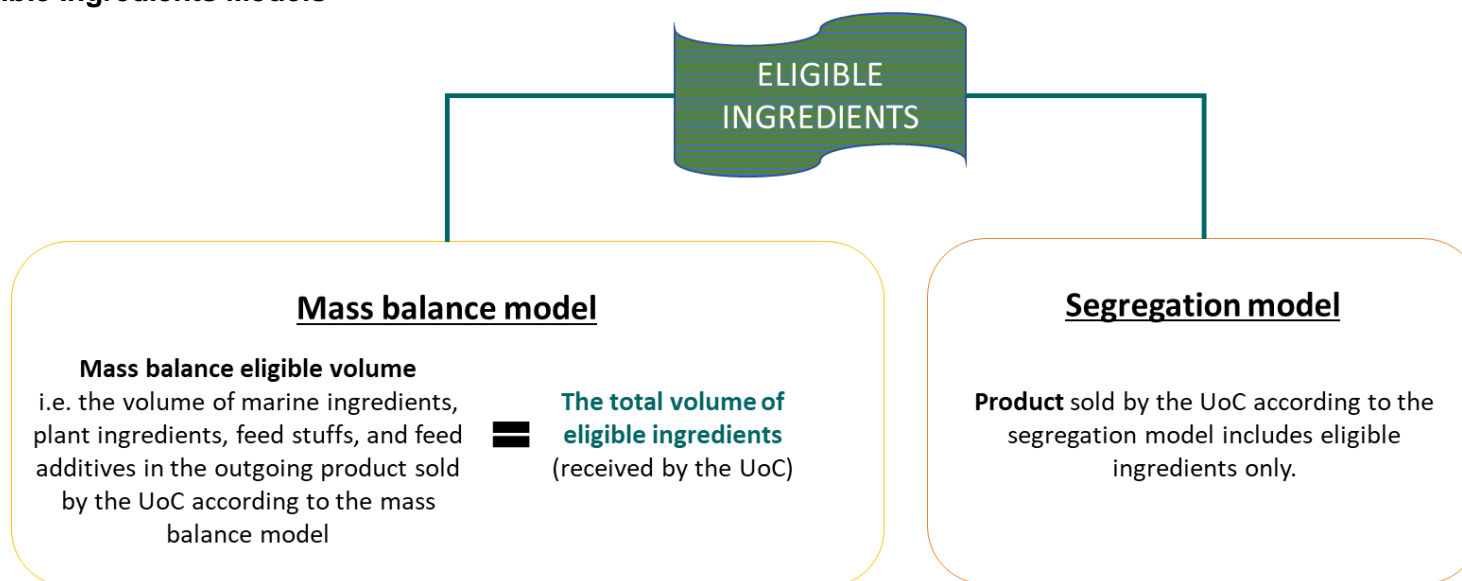 ELIGIBLE
INGREDIENTS
Mass balance model
Mass balance eligible volume
i.e. the volume of marine ingredients,
plant ingredients, feed stuffs, and feed
additives in the outgoing product sold
by the UoC according to the mass
balance model
=
The total volume of
eligible ingredients
(received by the UoC)
Segregation model
Product sold by the UoC according to the
segregation model includes eligible
ingredients only.